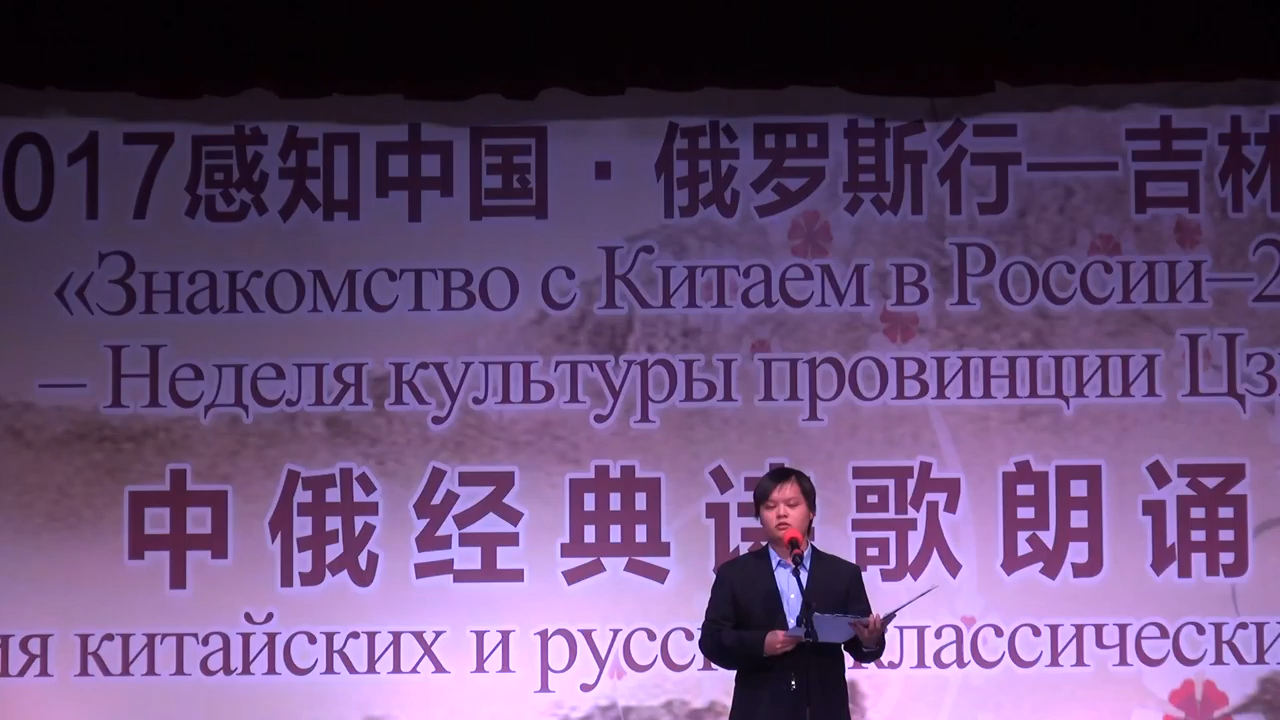 2017感知中国·俄罗斯行—吉林
«Знакомство с Китаем в России–2
– Неделя культуры провинции Цз
中俄经典诗歌朗诵
ия китайских и русс классически